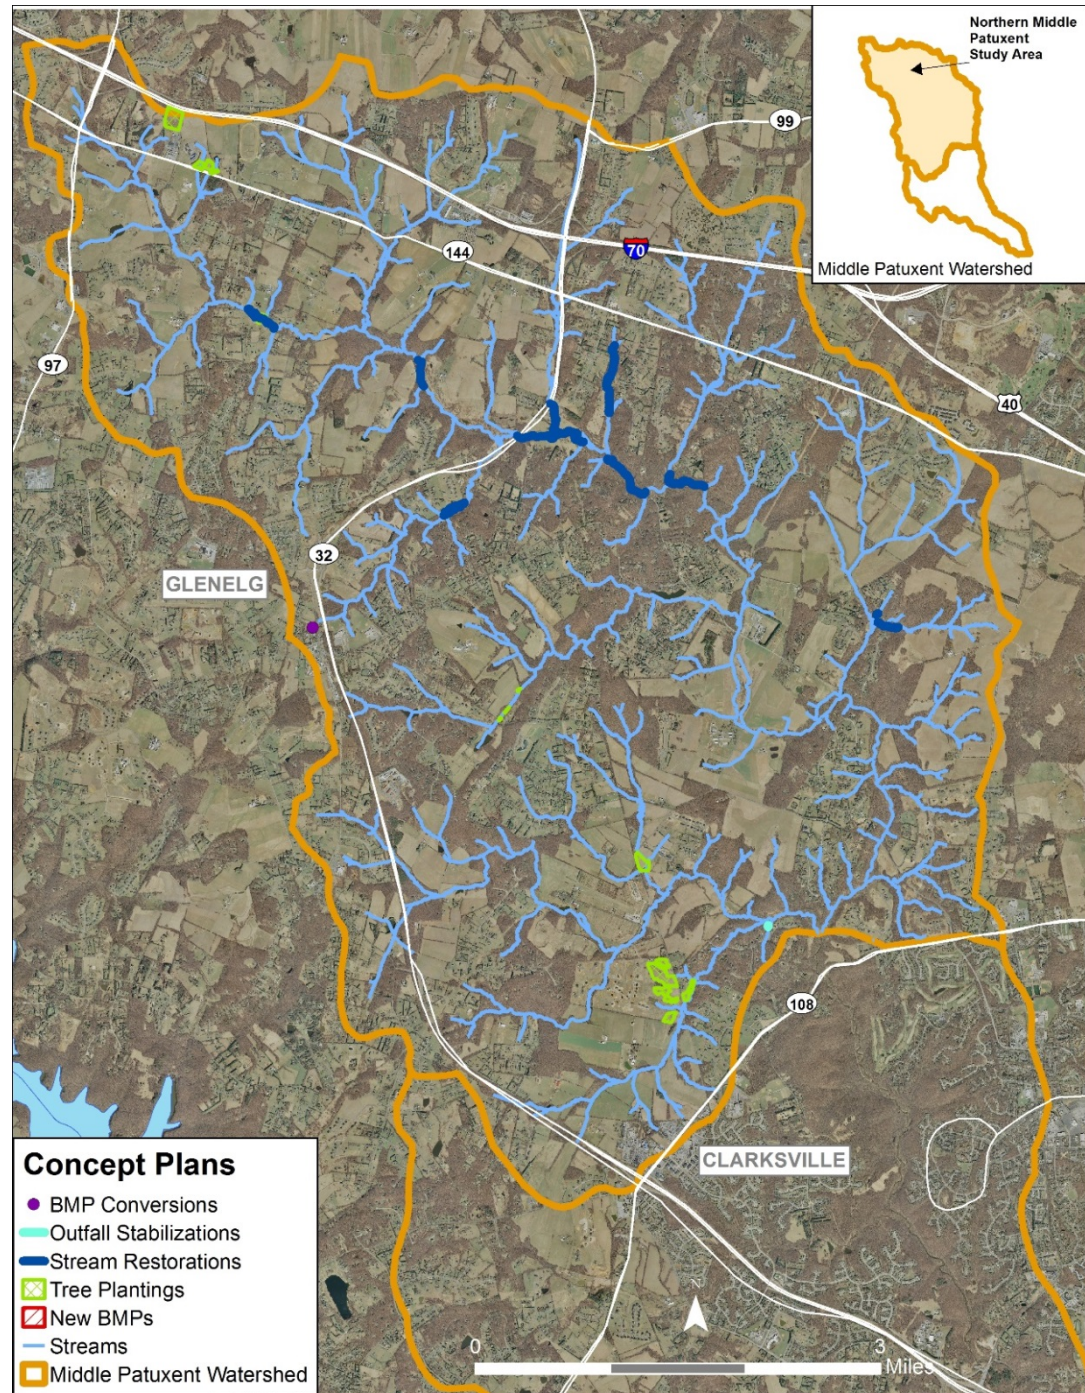 Northern Middle
Patuxent
Study Area
Middle Patuxent Watershed
99
144
70
97
40
32
GLENELG
108
CLARKSVILLE
Concept Plans
BMP Conversions
Outfall Stabilizations
Stream Restorations
Tree Plantings
New BMPs
Streams
Middle Patuxent Watershed
N
0
3
Miles